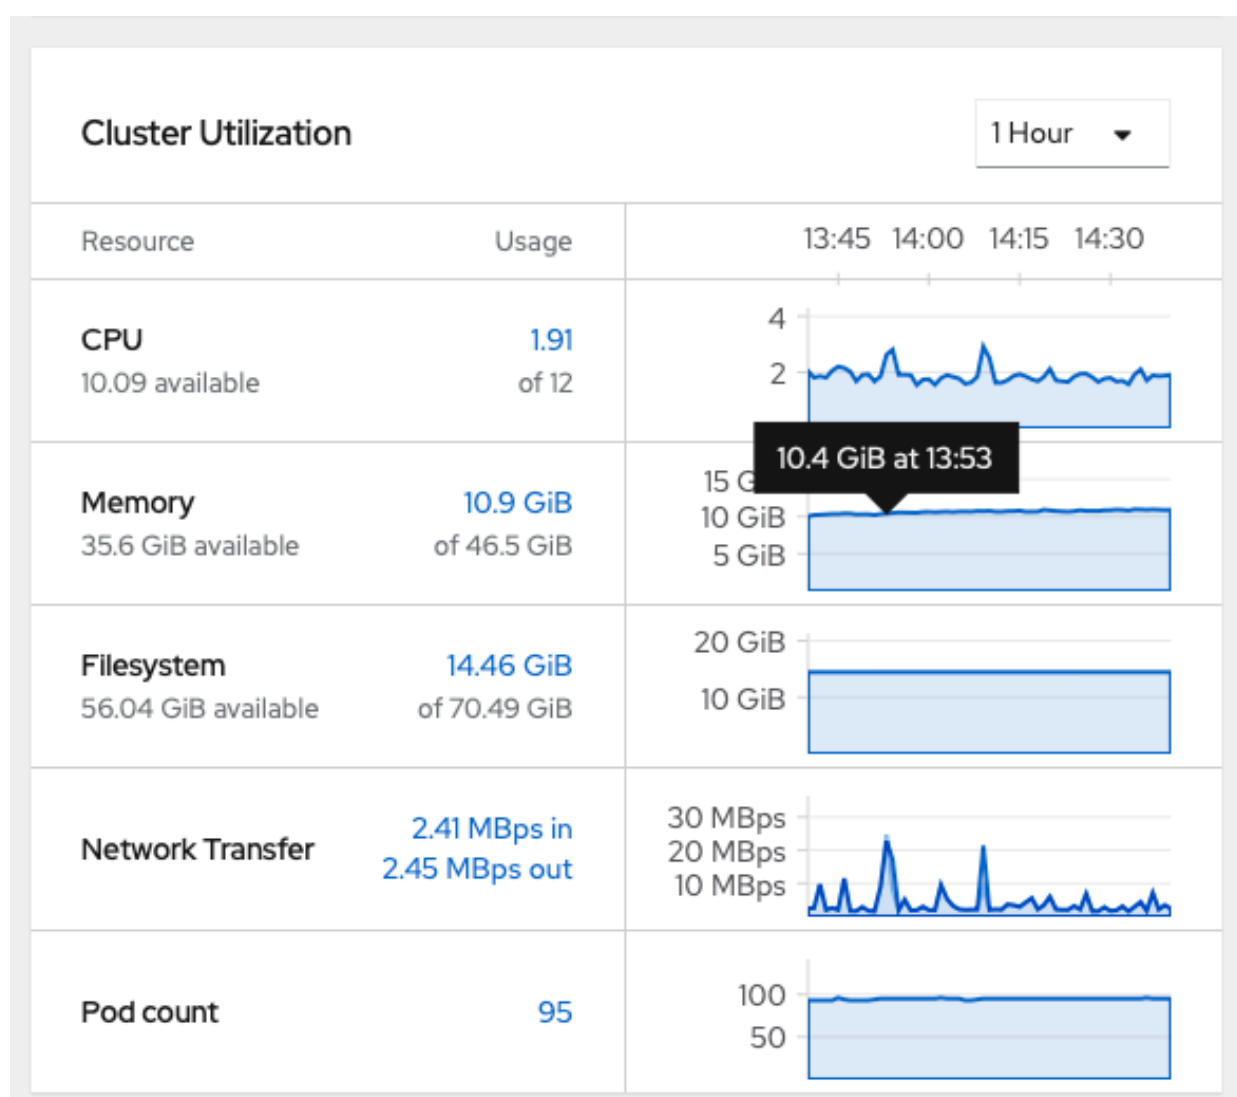 Cluster Utilization
1 Hour
Resource Usage
13:45 14:00 14:15 14:30
CPU 1.91
10.09 available of 12
4
2
10.4 GiB at 13:53
Memory 10.9 GiB
35.6 GiB available of 46.5 GiB
15 G
10 GiB
5 GiB
Filesystem 14.46 GiB
56.04 GiB available of 70.49 GiB
20 GiB
10 GiB
Network Transfer
2.41 MBps in
2.45 MBps out
30 MBps
20 MBps
10 MBps
Pod count 95
100
50